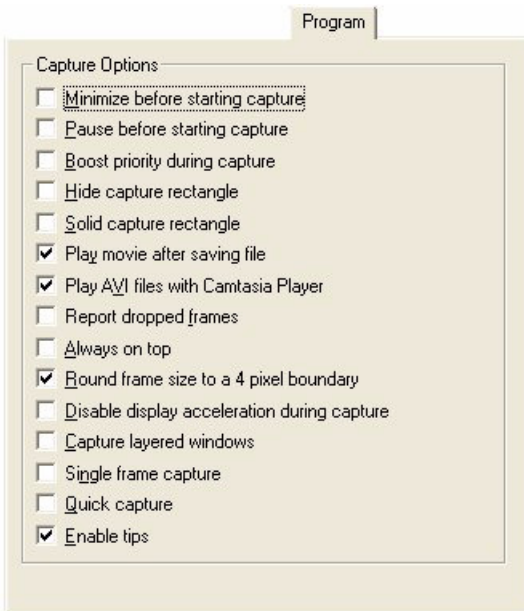 Program
Capture Options
Minimize before starting capture
Pause before starting capture
Boost priority during capture
Hide capture rectangle
Solid capture rectangle
Play movie after saving file
Play AVI files with Camtasia Player
Report dropped frames
Always on top
Round frame size to a 4 pixel boundary
Disable display acceleration during capture
Capture layered windows
Single frame capture
Quick capture
Enable tips